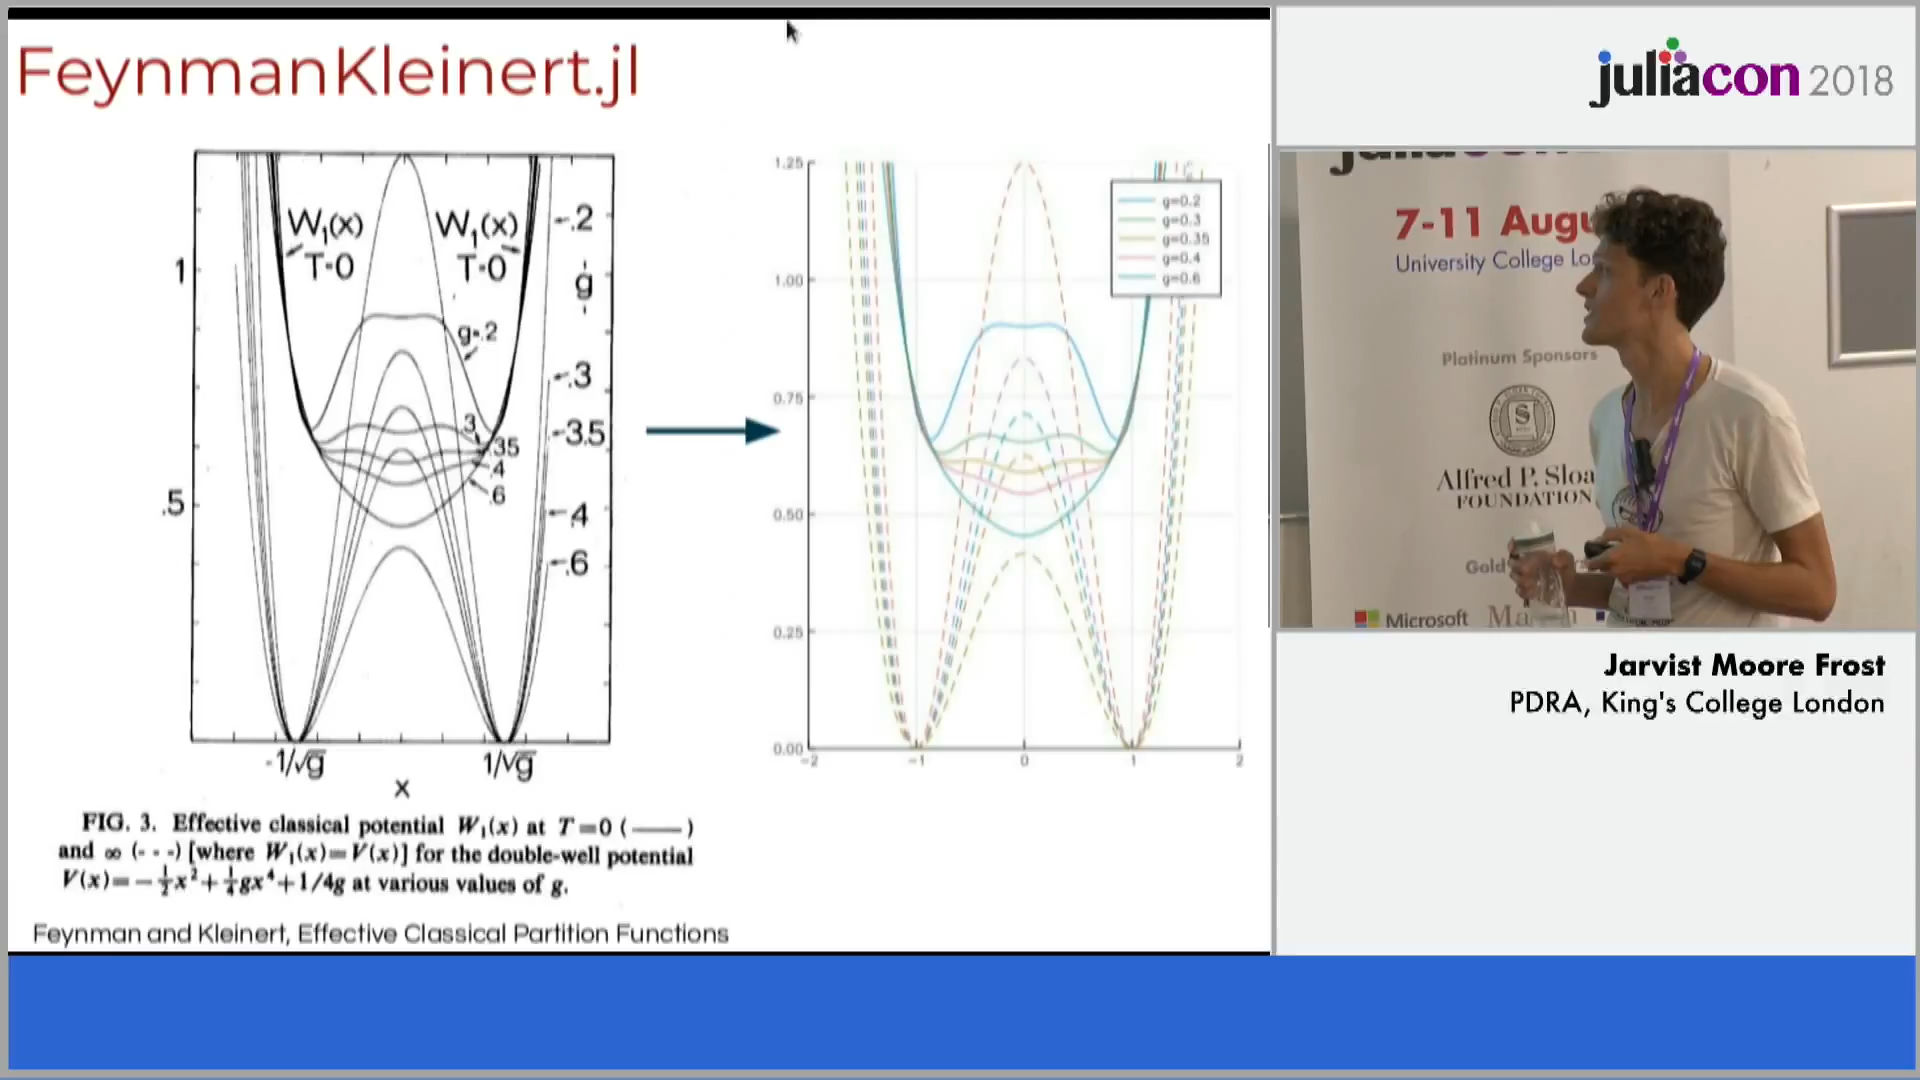 FeynmanKleinert.jl
W₁(x)
T-0
W₁(x)
T-0
-.2
g
g-.2
-.3
3
-3.5
.35
.4
.6
-.4
-.6
1
.5
-1/√g
1/√g
x
FIG. 3. Effective classical potential W₁(x) at T=0 (——)
and ∞ (- - -) [where W₁(x)=V(x)] for the double-well potential
V(x)=-½x²+¼gx⁴+1/4g at various values of g.
Feynman and Kleinert, Effective Classical Partition Functions
1.25
1.00
0.75
0.50
0.25
0.00
-2
-1
0
1
2
g=0.2
g=0.3
g=0.35
g=0.4
g=0.6
juliacon 2018
7-11 Augu
University College Lo
Platinum Sponsors
Alfred P. Sloa
FOUNDATION
Gold
Microsoft
Jarvist Moore Frost
PDRA, King's College London